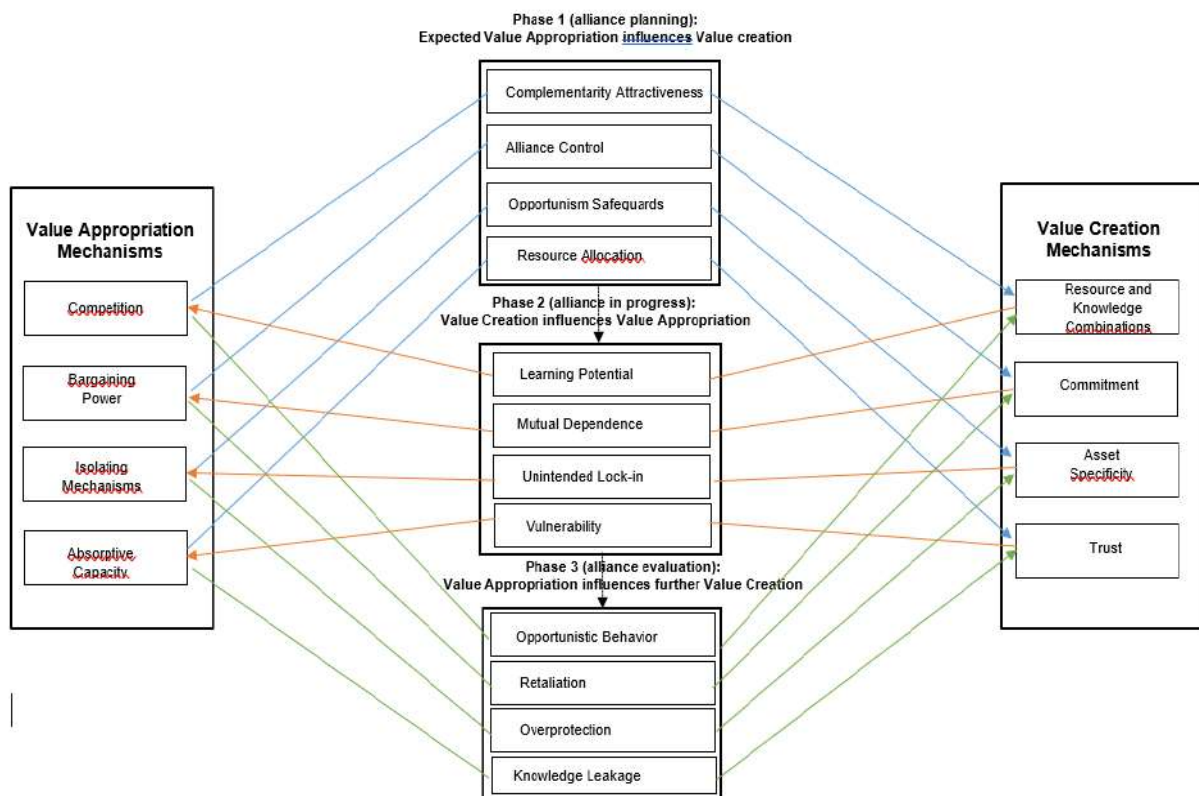 Phase 1 (alliance planning):
Expected Value Appropriation influences Value creation
Complementarity Attractiveness
Alliance Control
Opportunism Safeguards
Resource Allocation
Value Appropriation
Mechanisms
Competition
Bargaining
Power
Isolating
Mechanisms
Absorptive
Capacity
Phase 2 (alliance in progress):
Value Creation influences Value Appropriation
Learning Potential
Mutual Dependence
Unintended Lock-in
Vulnerability
Value Creation
Mechanisms
Resource and
Knowledge
Combinations
Commitment
Asset
Specificity
Trust
Phase 3 (alliance evaluation):
Value Appropriation influences further Value Creation
Opportunistic Behavior
Retaliation
Overprotection
Knowledge Leakage